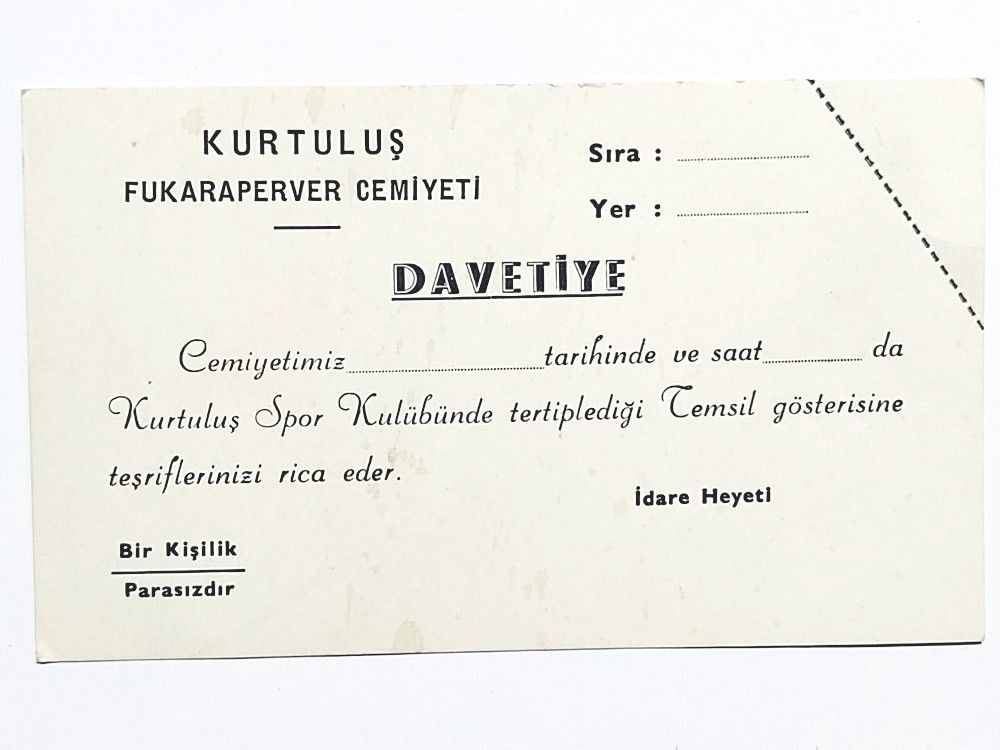 KURTULUŞ
FUKARAPERVER CEMİYETİ
Sıra : ....................
Yer : ....................
DAVETİYE
Cemiyetimiz....................tarihinde ve saat.......... da
Kurtuluş Spor Kulübünde tertiplediği Temsil gösterisine
teşriflerinizi rica eder.
İdare Heyeti
Bir Kişilik
Parasızdır